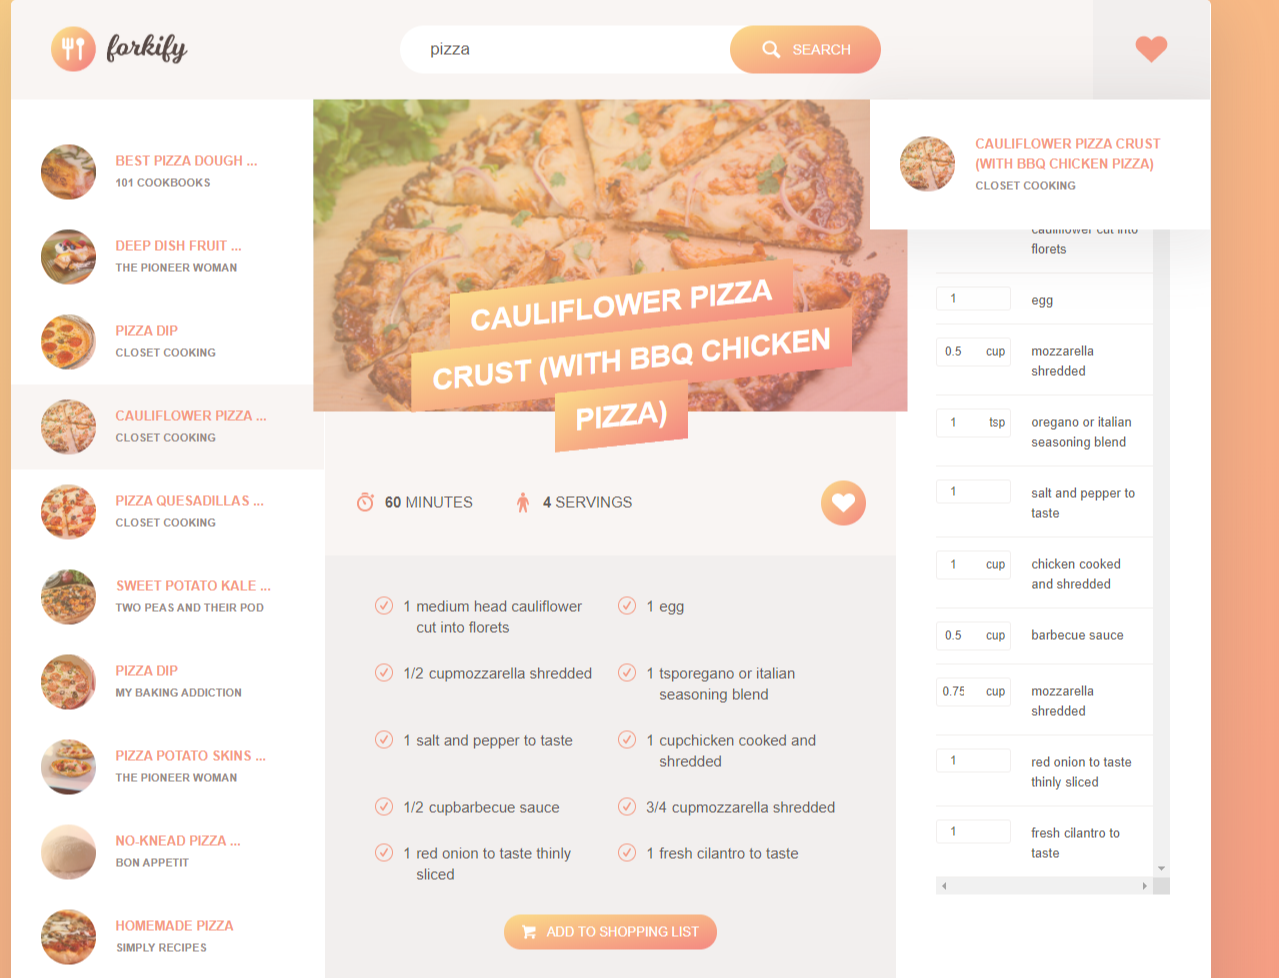 forkify
pizza
SEARCH
BEST PIZZA DOUGH ...
101 COOKBOOKS
DEEP DISH FRUIT ...
THE PIONEER WOMAN
PIZZA DIP
CLOSET COOKING
CAULIFLOWER PIZZA ...
CLOSET COOKING
PIZZA QUESADILLAS ...
CLOSET COOKING
SWEET POTATO KALE ...
TWO PEAS AND THEIR POD
PIZZA DIP
MY BAKING ADDICTION
PIZZA POTATO SKINS ...
THE PIONEER WOMAN
NO-KNEAD PIZZA ...
BON APPETIT
HOMEMADE PIZZA
SIMPLY RECIPES
CAULIFLOWER PIZZA
CRUST (WITH BBQ CHICKEN
PIZZA)
60 MINUTES
4 SERVINGS
1 medium head cauliflower
cut into florets
1 egg
1/2 cupmozzarella shredded
1 tsporegano or italian
seasoning blend
1 salt and pepper to taste
1 cupchicken cooked and
shredded
1/2 cupbarbecue sauce
3/4 cupmozzarella shredded
1 red onion to taste thinly
sliced
1 fresh cilantro to taste
ADD TO SHOPPING LIST
CAULIFLOWER PIZZA CRUST
(WITH BBQ CHICKEN PIZZA)
CLOSET COOKING
cauliflower cut into
florets
1 egg
0.5 cup mozzarella
shredded
1 tsp oregano or italian
seasoning blend
1 salt and pepper to
taste
1 cup chicken cooked
and shredded
0.5 cup barbecue sauce
0.75 cup mozzarella
shredded
1 red onion to taste
thinly sliced
1 fresh cilantro to
taste